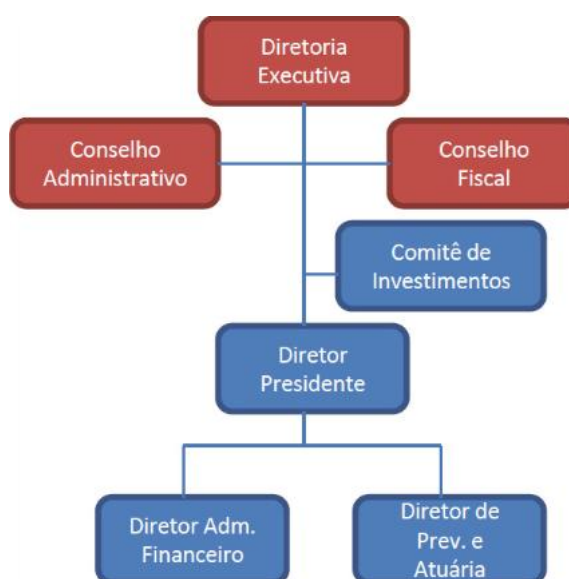 Diretoria
Executiva
Conselho
Administrativo
Conselho
Fiscal
Comitê de
Investimentos
Diretor
Presidente
Diretor Adm.
Financeiro
Diretor de
Prev. e
Atuária